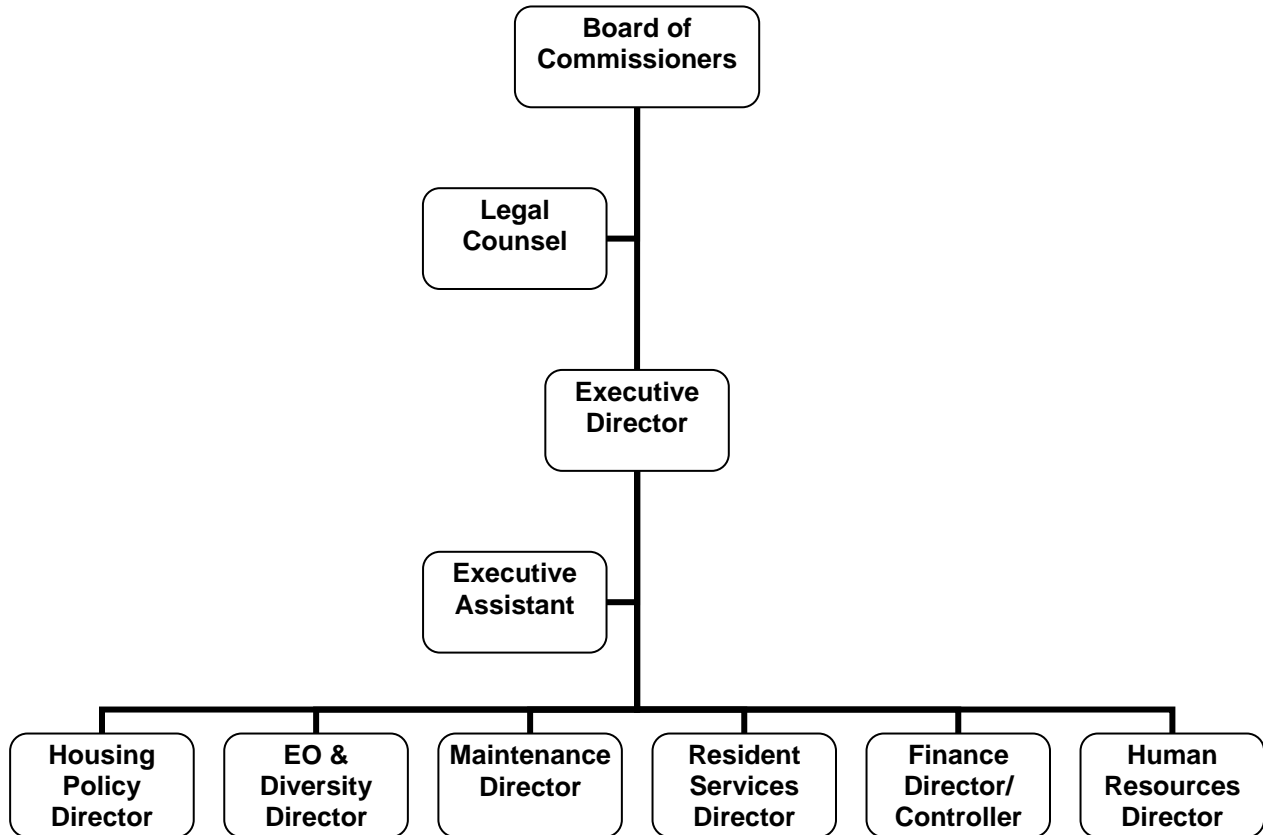 Board of
Commissioners
Legal
Counsel
Executive
Director
Executive
Assistant
Housing
Policy
Director
EO &
Diversity
Director
Maintenance
Director
Resident
Services
Director
Finance
Director/
Controller
Human
Resources
Director